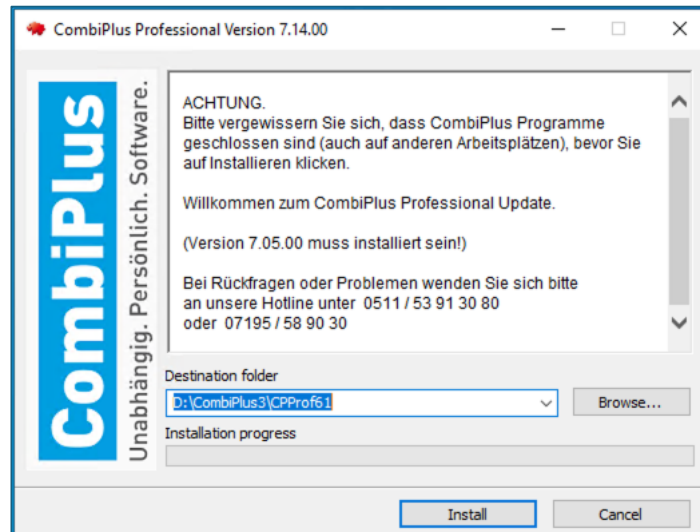 CombiPlus Professional Version 7.14.00
CombiPlus
Unabhängig. Persönlich. Software.
ACHTUNG.
Bitte vergewissern Sie sich, dass CombiPlus Programme
geschlossen sind (auch auf anderen Arbeitsplätzen), bevor Sie
auf Installieren klicken.
Willkommen zum CombiPlus Professional Update.
(Version 7.05.00 muss installiert sein!)
Bei Rückfragen oder Problemen wenden Sie sich bitte
an unsere Hotline unter 0511 / 53 91 30 80
oder 07195 / 58 90 30
Destination folder
D:\CombiPlus3\CPProf61
Browse...
Installation progress
Install
Cancel